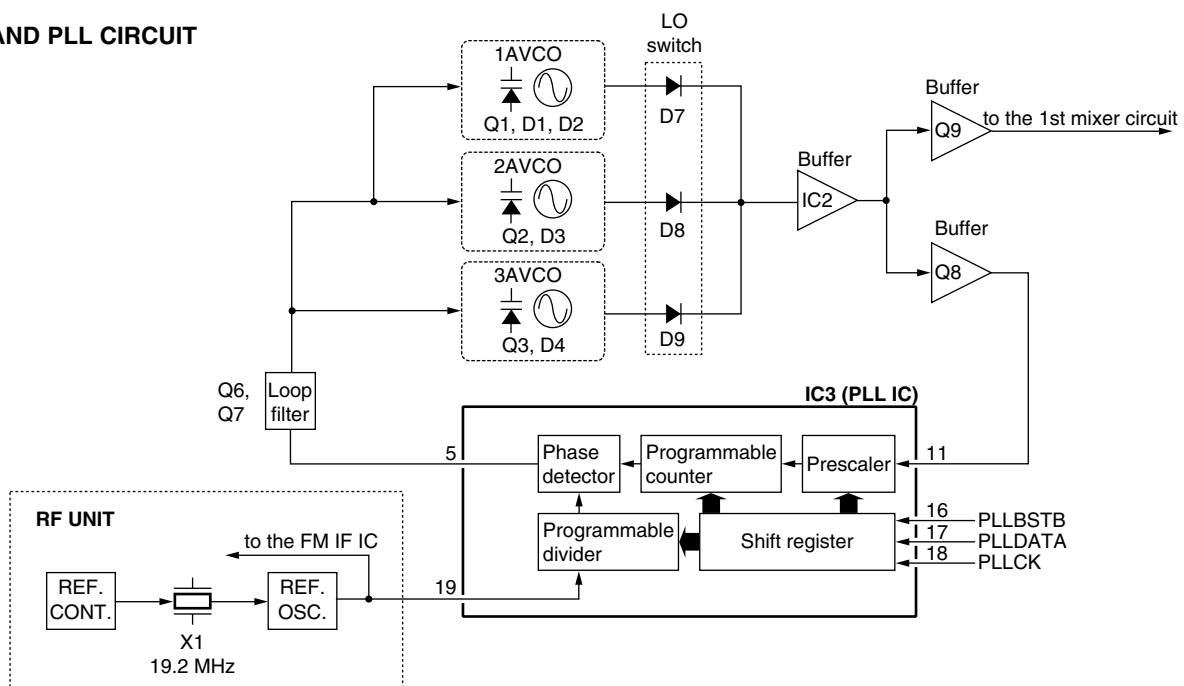 AND PLL CIRCUIT
LO
switch
1AVCO
Q1, D1, D2
D7
2AVCO
Q2, D3
D8
3AVCO
Q3, D4
D9
Buffer
IC2
Buffer
Q9
to the 1st mixer circuit
Buffer
Q8
Q6,
Q7
Loop
filter
IC3 (PLL IC)
5
Phase
detector
Programmable
counter
Prescaler
11
Programmable
divider
Shift register
16
PLLBSTB
17
PLLDATA
18
PLLCK
19
RF UNIT
to the FM IF IC
REF.
CONT.
X1
19.2 MHz
REF.
OSC.